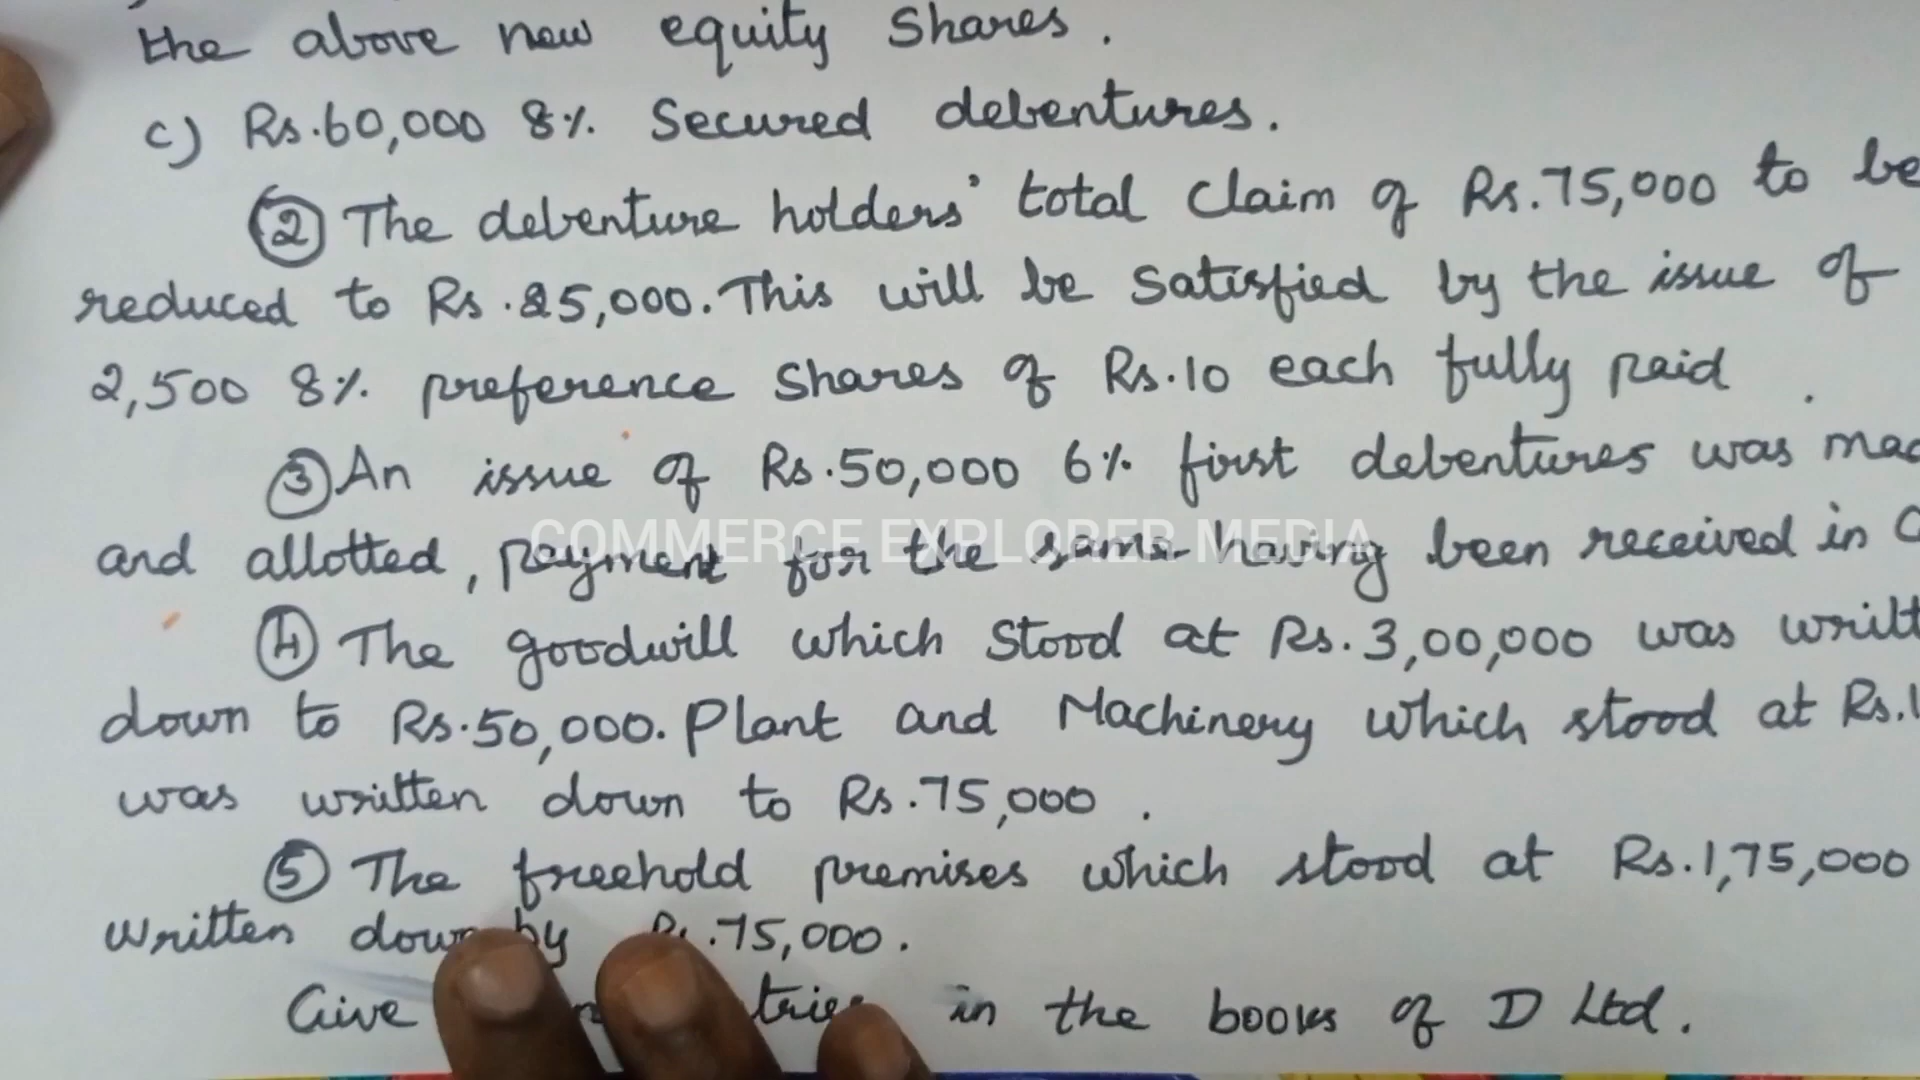 the above new equity Shares.
c) Rs.60,000 8%. Secured debentures.
② The debenture holders' total claim of Rs.75,000 to be
reduced to Rs.25,000. This will be Satisfied by the issue of
2,500 8%. preference shares of Rs.10 each fully paid.
③ An issue of Rs.50,000 6%. first debentures was
and allotted, payment for the same having been received in
COMMERCE EXPLORER MEDIA
④ The goodwill which stood at Rs.3,00,000 was
down to Rs.50,000. Plant and Machinery which stood at Rs.
was written down to Rs.75,000.
⑤ The freehold premises which stood at Rs.1,75,000
written down by Rs.75,000.
Give in the books of D Ltd.